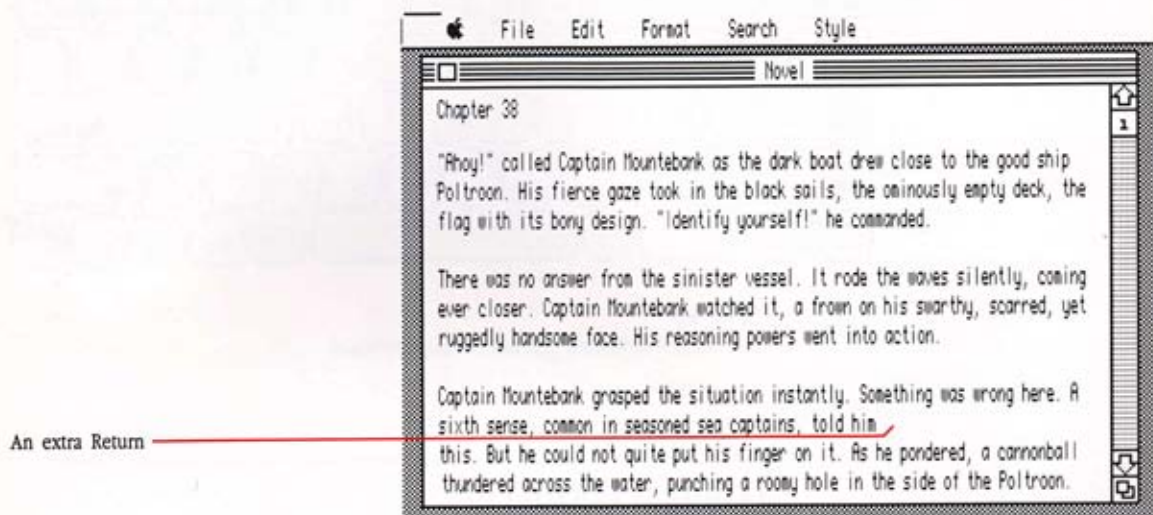 File Edit Format Search Style
Novel
Chapter 38
1
"Ahoy!" called Captain Mountebank as the dark boat drew close to the good ship
Poltroon. His fierce gaze took in the black sails, the ominously empty deck, the
flag with its bony design. "Identify yourself!" he commanded.
There was no answer from the sinister vessel. It rode the waves silently, coming
ever closer. Captain Mountebank watched it, a frown on his swarthy, scarred, yet
ruggedly handsome face. His reasoning powers went into action.
Captain Mountebank grasped the situation instantly. Something was wrong here. A
sixth sense, common in seasoned sea captains, told him
An extra Return
this. But he could not quite put his finger on it. As he pondered, a cannonball
thundered across the water, punching a roomy hole in the side of the Poltroon.